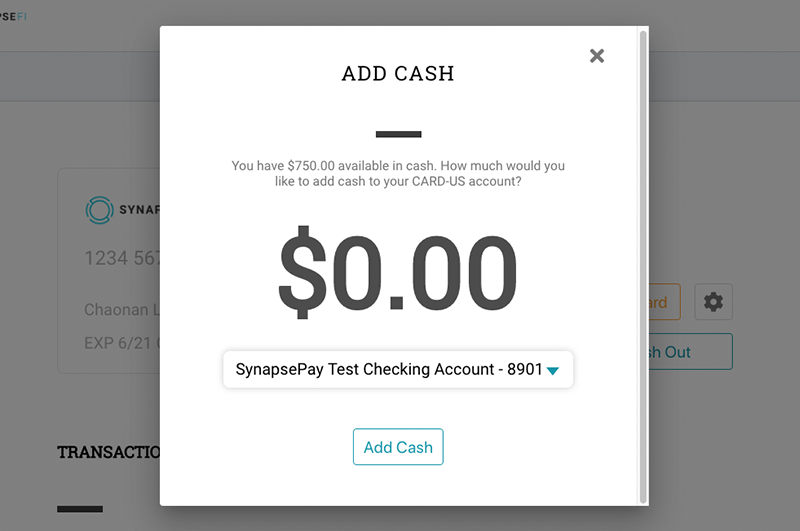 PSEFI
ADD CASH
You have $750.00 available in cash. How much would you
like to add cash to your CARD-US account?
$0.00
SYNAP
1234 567
Chaonan L
EXP 6/21
ard
SynapsePay Test Checking Account - 8901
sh Out
Add Cash
TRANSACTIO